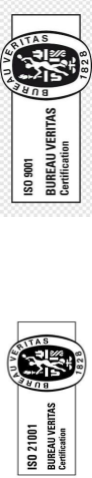 BUREAU VERITAS
1828
ISO 9001
BUREAU VERITAS
Certification
BUREAU VERITAS
1828
ISO 21001
BUREAU VERITAS
Certification